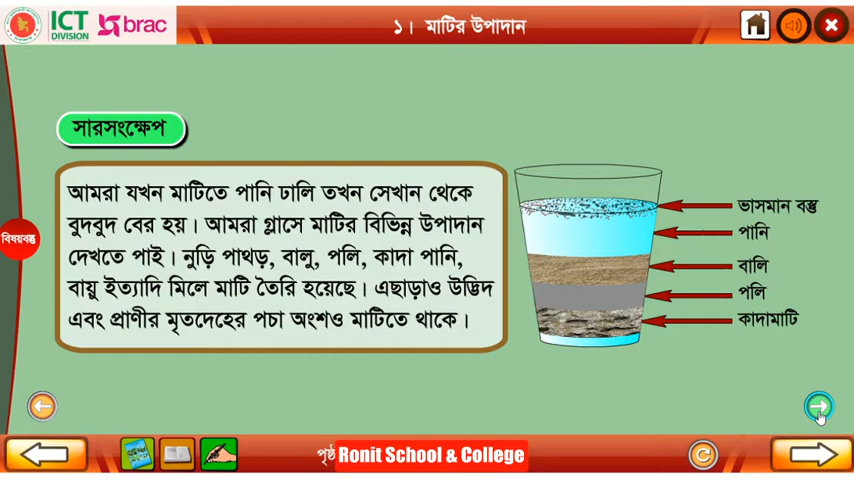 ICT
DIVISION
brac
১। মাটির উপাদান
সারসংক্ষেপ
আমরা যখন মাটিতে পানি ঢালি তখন সেখান থেকে
বুদবুদ বের হয়। আমরা গ্লাসে মাটির বিভিন্ন উপাদান
দেখতে পাই। নুড়ি পাথড়, বালু, পলি, কাদা পানি,
বায়ু ইত্যাদি মিলে মাটি তৈরি হয়েছে। এছাড়াও উদ্ভিদ
এবং প্রাণীর মৃতদেহের পচা অংশও মাটিতে থাকে।
ভাসমান বস্তু
পানি
বালি
পলি
কাদামাটি
বিষয়বস্তু
Ronit School & College